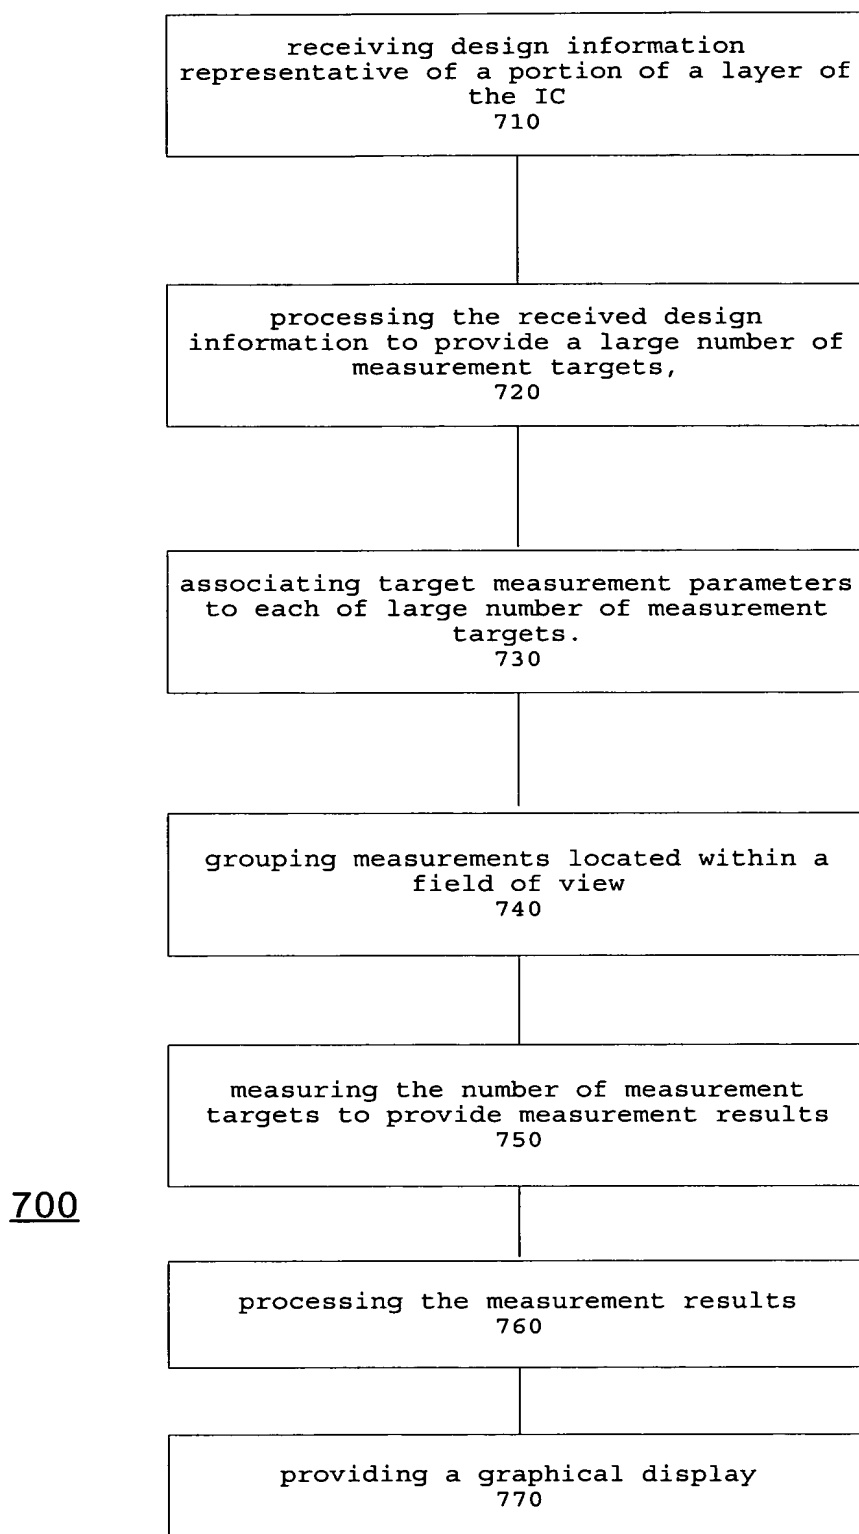 receiving design information
representative of a portion of a layer of
the IC
710
processing the received design
information to provide a large number of
measurement targets,
720
associating target measurement parameters
to each of large number of measurement
targets.
730
grouping measurements located within a
field of view
740
measuring the number of measurement
targets to provide measurement results
750
700
processing the measurement results
760
providing a graphical display
770